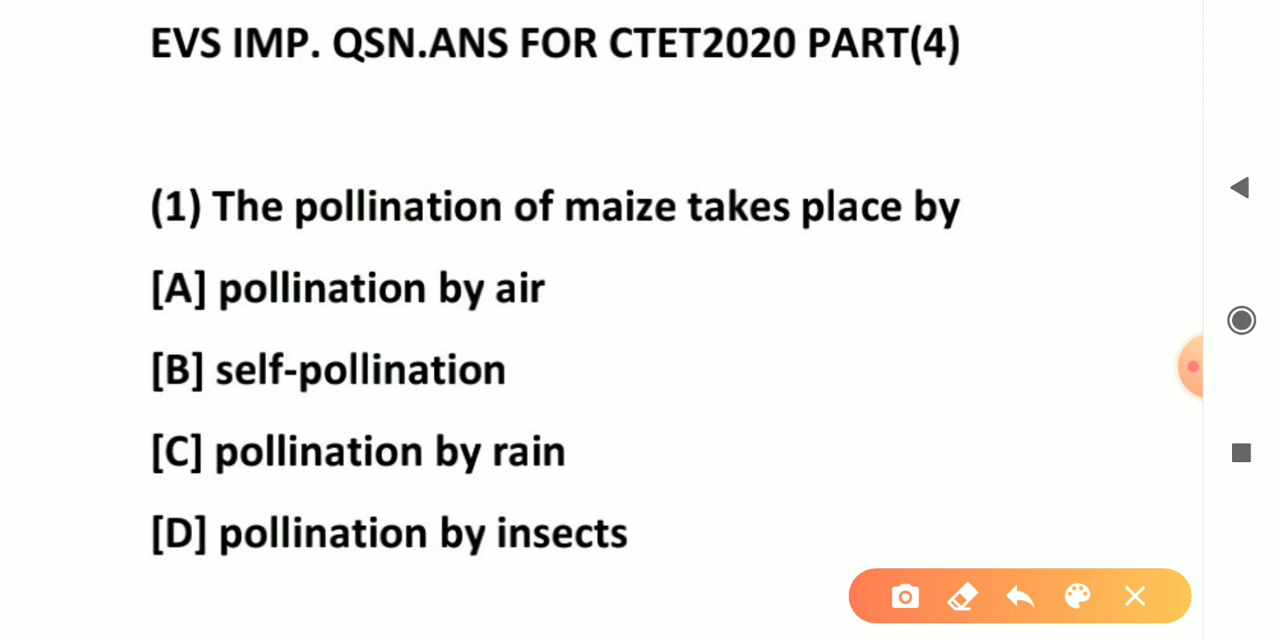 EVS IMP. QSN.ANS FOR CTET2020 PART(4)
(1) The pollination of maize takes place by
[A] pollination by air
[B] self-pollination
[C] pollination by rain
[D] pollination by insects